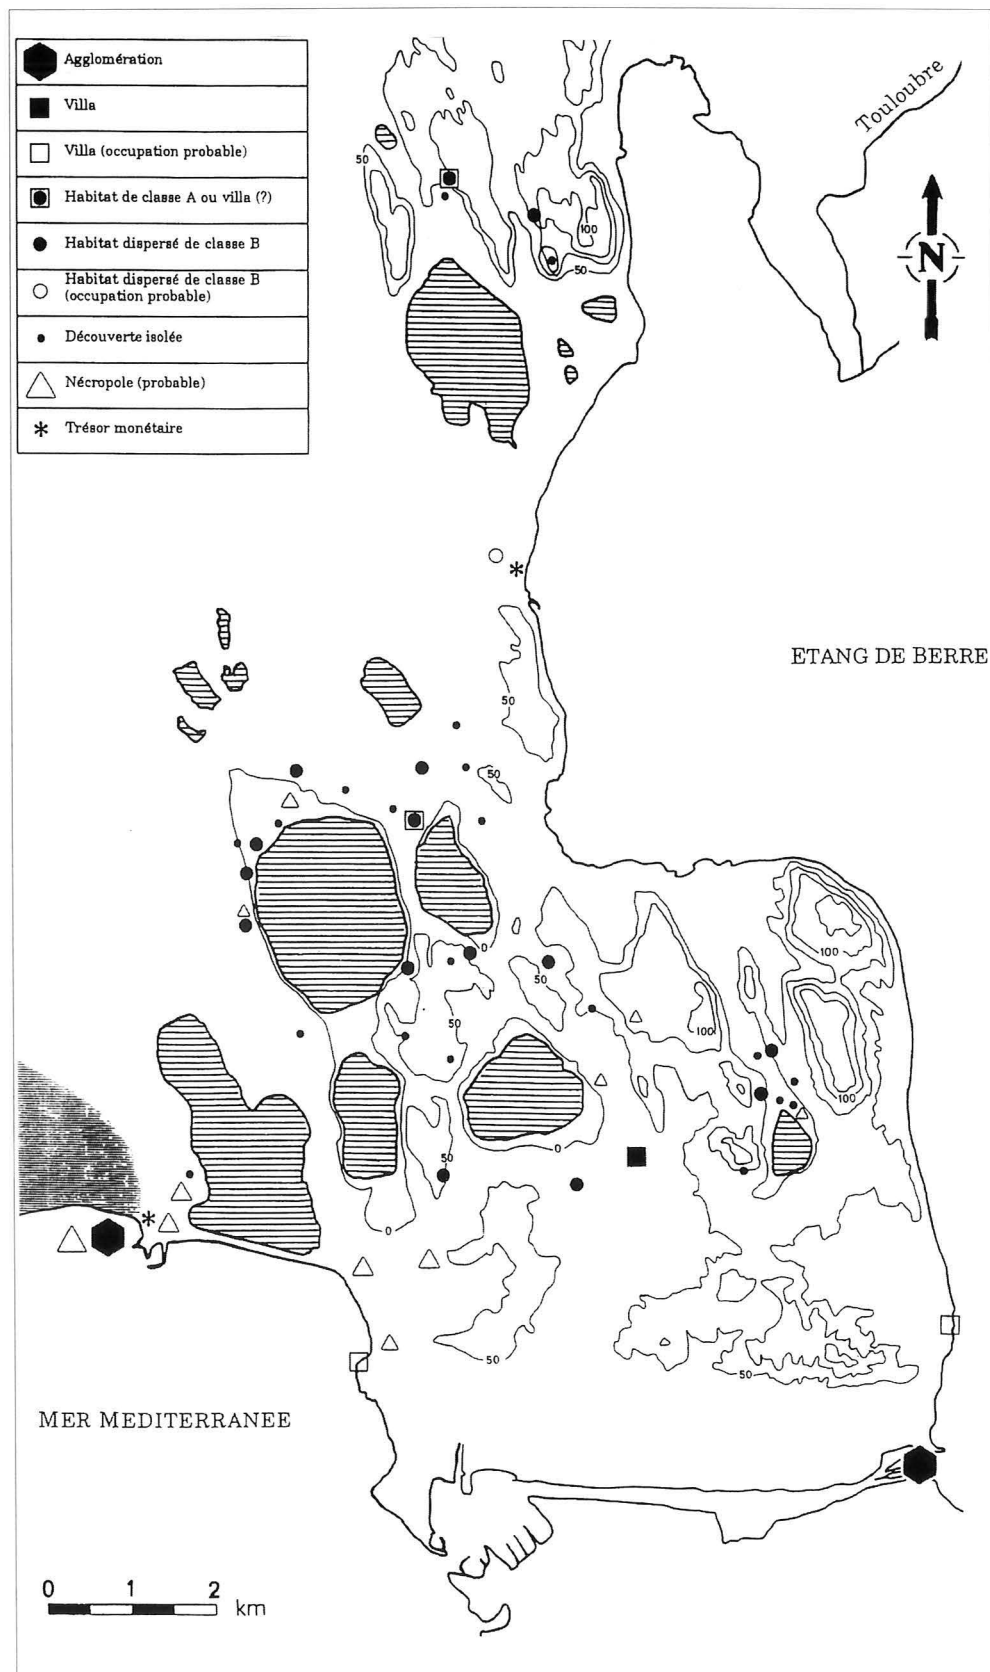 Agglomération
Villa
Villa (occupation probable)
Habitat de classe A ou villa (?)
Habitat dispersé de classe B
Habitat dispersé de classe B
(occupation probable)
Découverte isolée
Nécropole (probable)
Trésor monétaire
Touloubre
N
50
100
50
ETANG DE BERRE
50
50
0
50
50
100
100
100
50
0
0
50
50
MER MEDITERRANEE
0 1 2
km